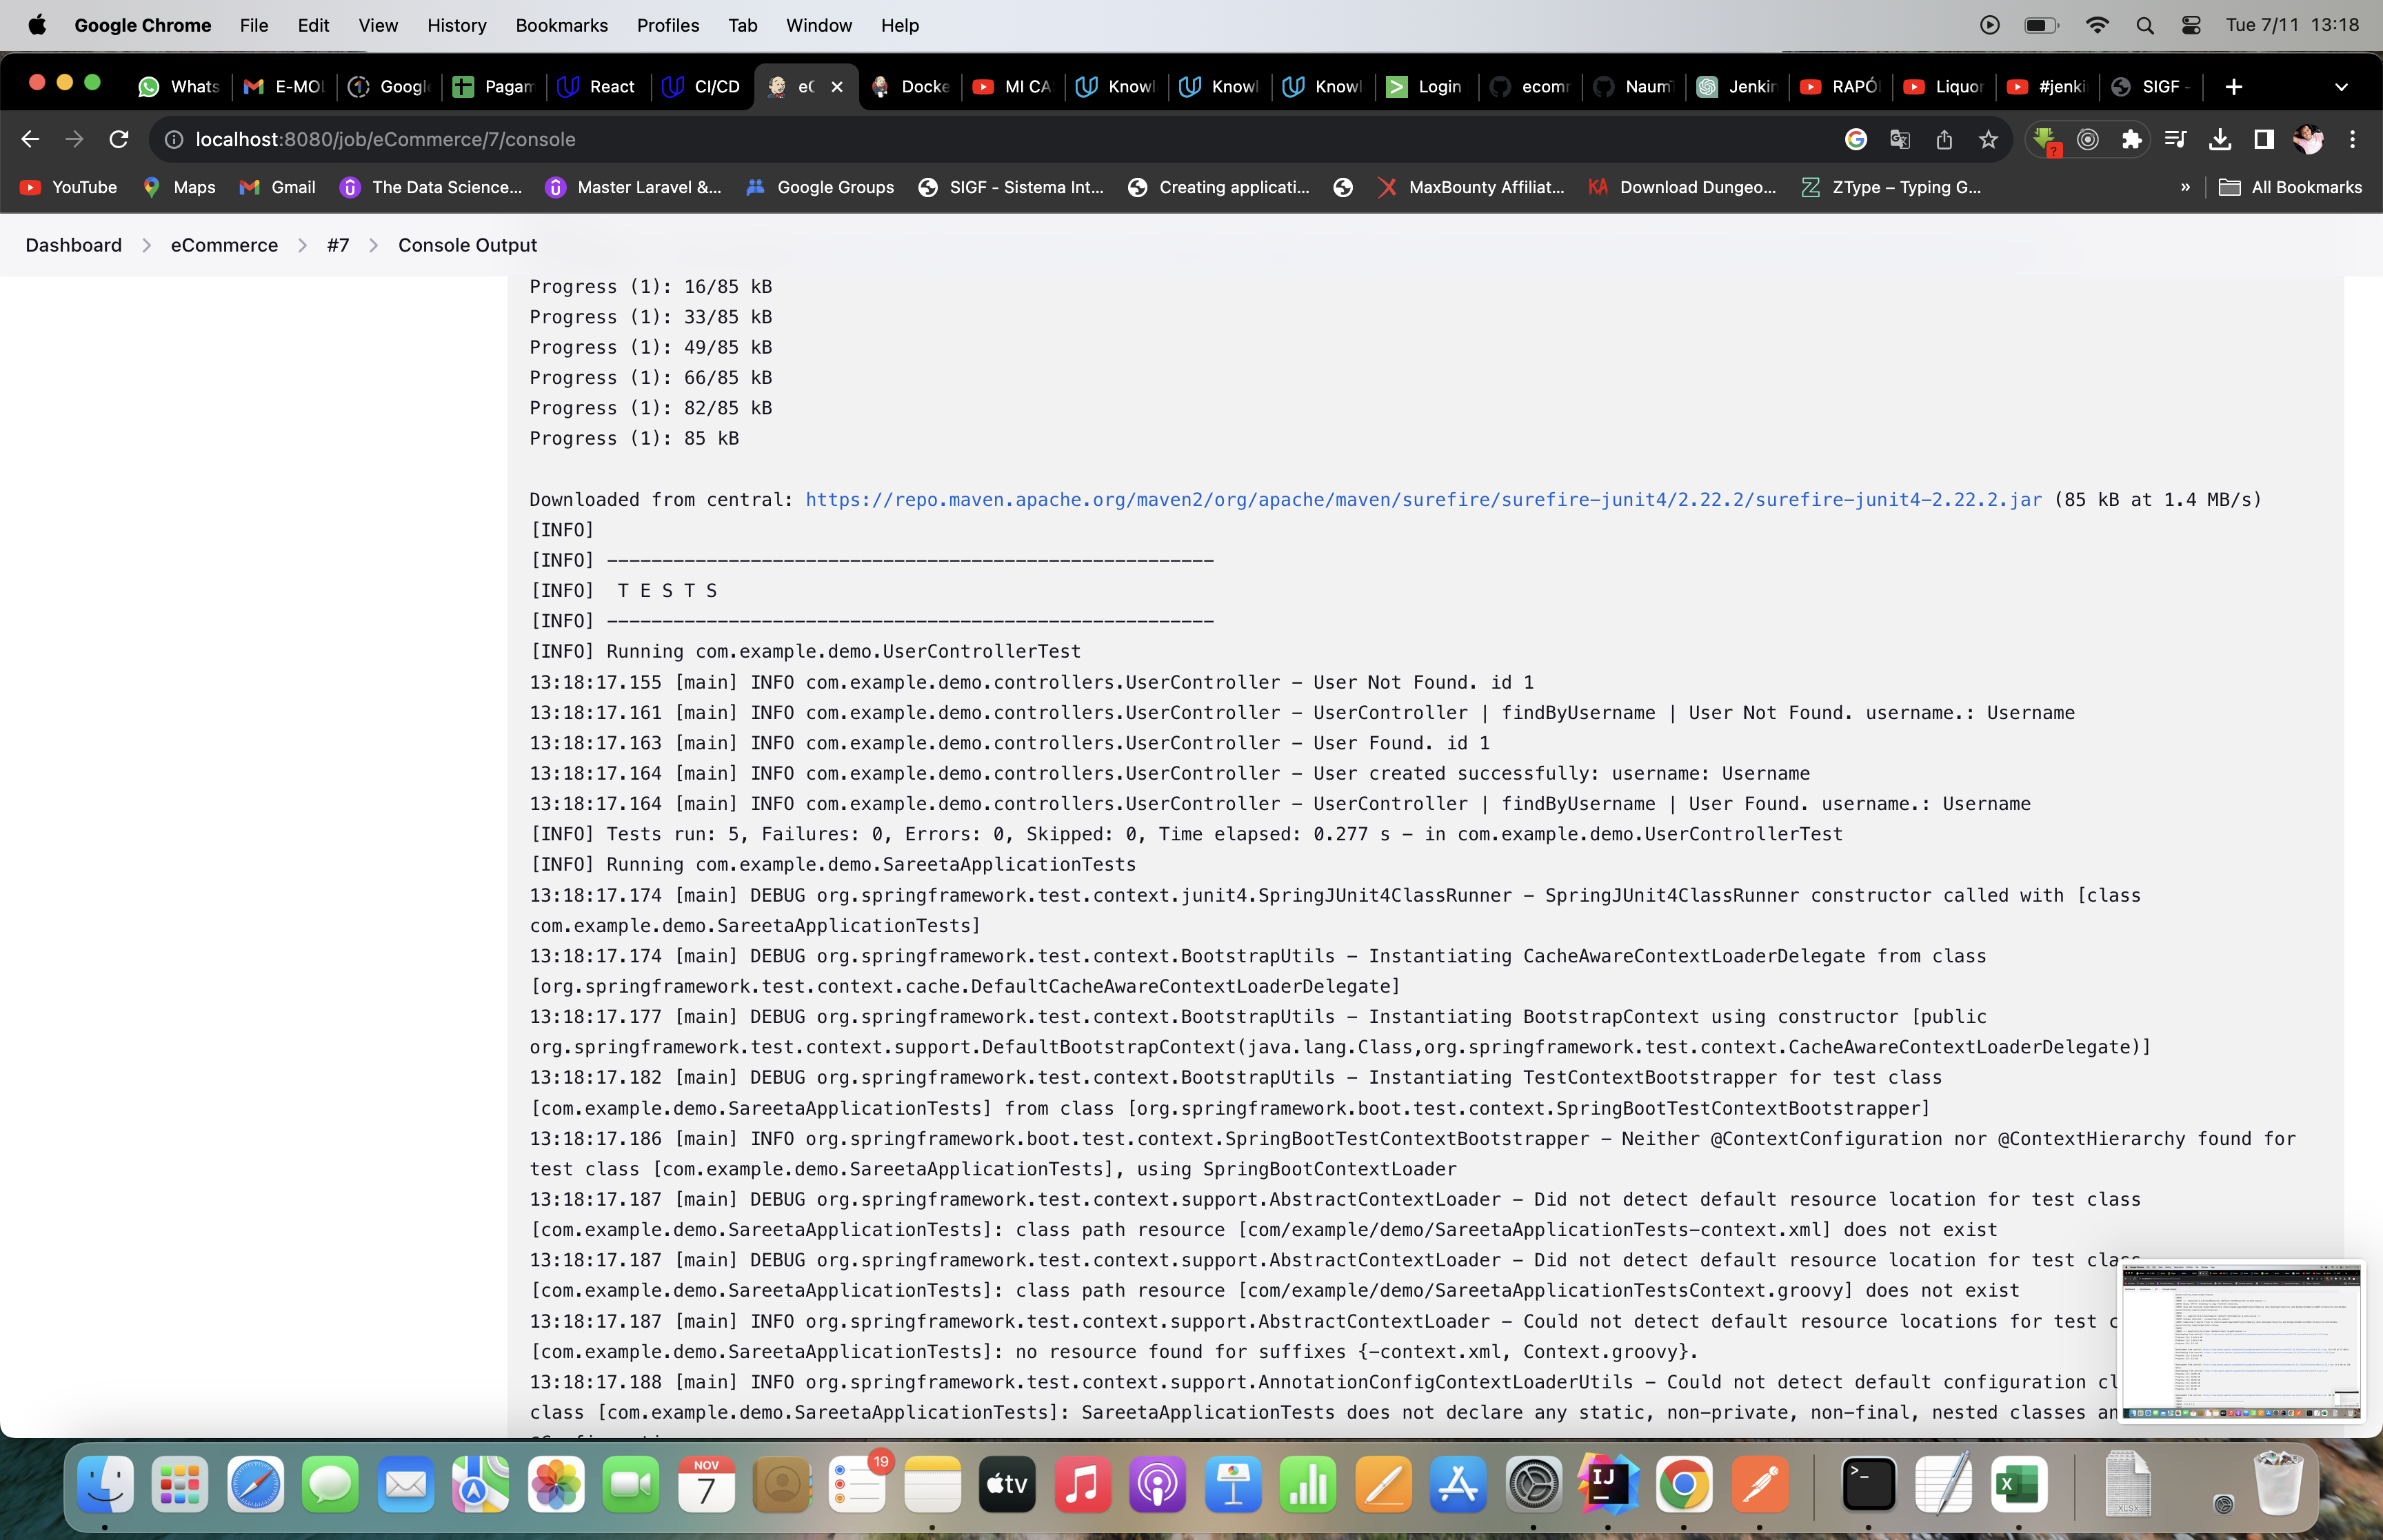 Google Chrome File Edit View History Bookmarks Profiles Tab Window Help Tue 7/11 13:18
Whats E-MOL Googl Pagam React CI/CD eC Docke MI CA Knowl Knowl Knowl Login ecomr NaumT Jenkin RAPÓ Liquor #jenki SIGF -
localhost:8080/job/eCommerce/7/console
YouTube Maps Gmail The Data Science... Master Laravel &... Google Groups SIGF - Sistema Int... Creating applicati... MaxBounty Affiliat... Download Dungeo... ZType – Typing G... » All Bookmarks
Dashboard > eCommerce > #7 > Console Output
Progress (1): 16/85 kB
Progress (1): 33/85 kB
Progress (1): 49/85 kB
Progress (1): 66/85 kB
Progress (1): 82/85 kB
Progress (1): 85 kB
Downloaded from central: https://repo.maven.apache.org/maven2/org/apache/maven/surefire/surefire-junit4/2.22.2/surefire-junit4-2.22.2.jar (85 kB at 1.4 MB/s)
[INFO]
[INFO] -------------------------------------------------------
[INFO]  T E S T S
[INFO] -------------------------------------------------------
[INFO] Running com.example.demo.UserControllerTest
13:18:17.155 [main] INFO com.example.demo.controllers.UserController - User Not Found. id 1
13:18:17.161 [main] INFO com.example.demo.controllers.UserController - UserController | findByUsername | User Not Found. username.: Username
13:18:17.163 [main] INFO com.example.demo.controllers.UserController - User Found. id 1
13:18:17.164 [main] INFO com.example.demo.controllers.UserController - User created successfully: username: Username
13:18:17.164 [main] INFO com.example.demo.controllers.UserController - UserController | findByUsername | User Found. username.: Username
[INFO] Tests run: 5, Failures: 0, Errors: 0, Skipped: 0, Time elapsed: 0.277 s - in com.example.demo.UserControllerTest
[INFO] Running com.example.demo.SareetaApplicationTests
13:18:17.174 [main] DEBUG org.springframework.test.context.junit4.SpringJUnit4ClassRunner - SpringJUnit4ClassRunner constructor called with [class
com.example.demo.SareetaApplicationTests]
13:18:17.174 [main] DEBUG org.springframework.test.context.BootstrapUtils - Instantiating CacheAwareContextLoaderDelegate from class
[org.springframework.test.context.cache.DefaultCacheAwareContextLoaderDelegate]
13:18:17.177 [main] DEBUG org.springframework.test.context.BootstrapUtils - Instantiating BootstrapContext using constructor [public
org.springframework.test.context.support.DefaultBootstrapContext(java.lang.Class,org.springframework.test.context.CacheAwareContextLoaderDelegate)]
13:18:17.182 [main] DEBUG org.springframework.test.context.BootstrapUtils - Instantiating TestContextBootstrapper for test class
[com.example.demo.SareetaApplicationTests] from class [org.springframework.boot.test.context.SpringBootTestContextBootstrapper]
13:18:17.186 [main] INFO org.springframework.boot.test.context.SpringBootTestContextBootstrapper - Neither @ContextConfiguration nor @ContextHierarchy found for
test class [com.example.demo.SareetaApplicationTests], using SpringBootContextLoader
13:18:17.187 [main] DEBUG org.springframework.test.context.support.AbstractContextLoader - Did not detect default resource location for test class
[com.example.demo.SareetaApplicationTests]: class path resource [com/example/demo/SareetaApplicationTests-context.xml] does not exist
13:18:17.187 [main] DEBUG org.springframework.test.context.support.AbstractContextLoader - Did not detect default resource location for test class
[com.example.demo.SareetaApplicationTests]: class path resource [com/example/demo/SareetaApplicationTestsContext.groovy] does not exist
13:18:17.187 [main] INFO org.springframework.test.context.support.AbstractContextLoader - Could not detect default resource locations for test c
[com.example.demo.SareetaApplicationTests]: no resource found for suffixes {-context.xml, Context.groovy}.
13:18:17.188 [main] INFO org.springframework.test.context.support.AnnotationConfigContextLoaderUtils - Could not detect default configuration cl
class [com.example.demo.SareetaApplicationTests]: SareetaApplicationTests does not declare any static, non-private, non-final, nested classes an
NOV
7
19
tv
IJ
XLSX